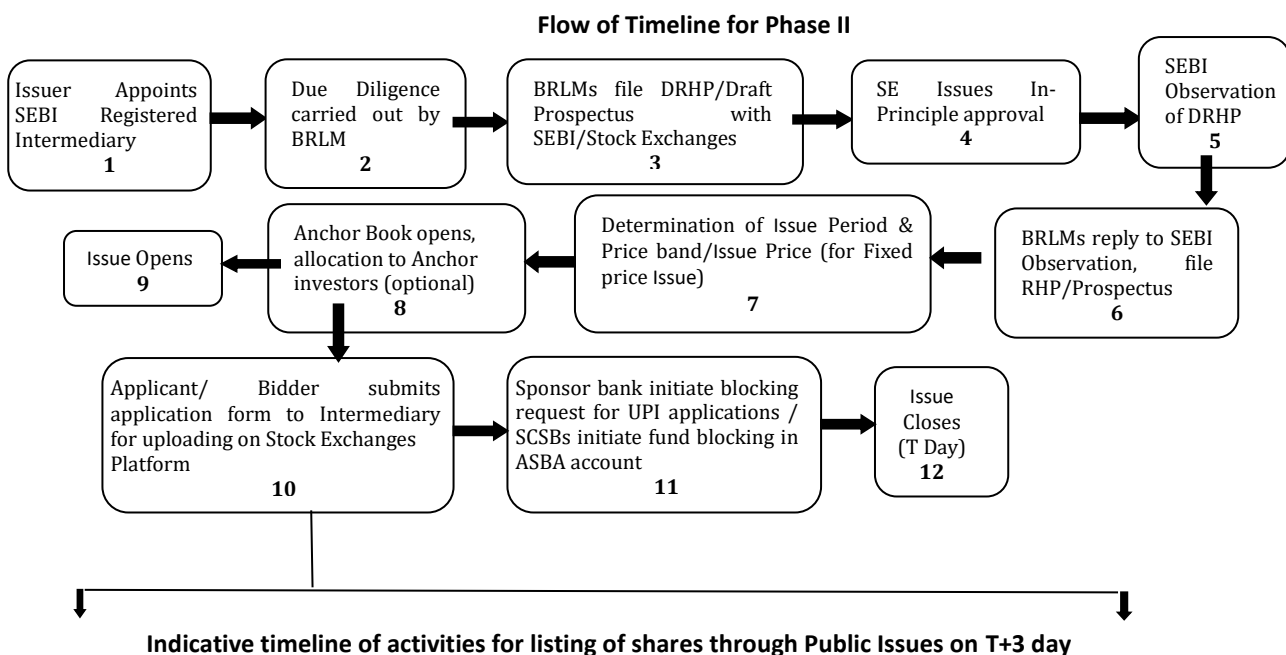 Flow of Timeline for Phase II
Issuer Appoints
SEBI Registered
Intermediary
1
Due Diligence
carried out by
BRLM
2
BRLMs file DRHP/Draft
Prospectus with
SEBI/Stock Exchanges
3
SE Issues In-
Principle approval
4
SEBI
Observation
of DRHP
5
BRLMs reply to SEBI
Observation, file
RHP/Prospectus
6
Determination of Issue Period &
Price band/Issue Price (for Fixed
price Issue)
7
Anchor Book opens,
allocation to Anchor
investors (optional)
8
Issue Opens
9
Applicant/ Bidder submits
application form to Intermediary
for uploading on Stock Exchanges
Platform
10
Sponsor bank initiate blocking
request for UPI applications /
SCSBs initiate fund blocking in
ASBA account
11
Issue
Closes
(T Day)
12
Indicative timeline of activities for listing of shares through Public Issues on T+3 day